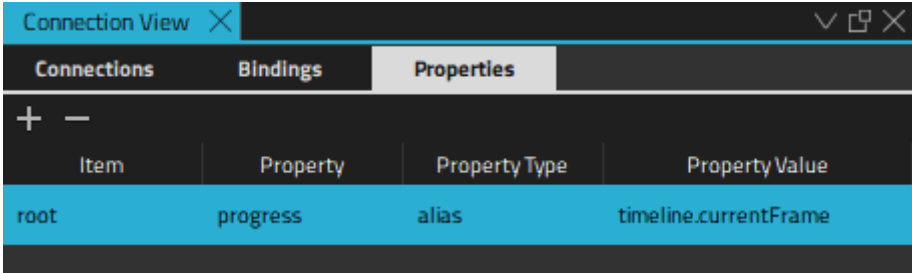 Connection View
Connections Bindings Properties
Item Property Property Type Property Value
root progress alias timeline.currentFrame